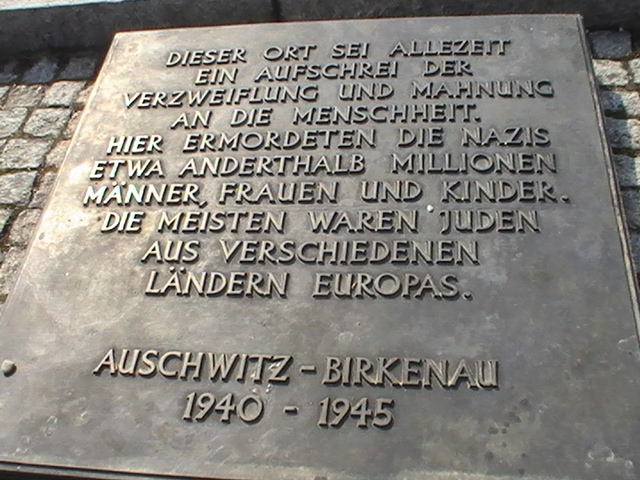 DIESER ORT SEI ALLEZEIT
EIN AUFSCHREI DER
VERZWEIFLUNG UND MAHNUNG
AN DIE MENSCHHEIT.
HIER ERMORDETEN DIE NAZIS
ETWA ANDERTHALB MILLIONEN
MÄNNER, FRAUEN UND KINDER.
DIE MEISTEN WAREN JUDEN
AUS VERSCHIEDENEN
LÄNDERN EUROPAS.
AUSCHWITZ - BIRKENAU
1940 - 1945